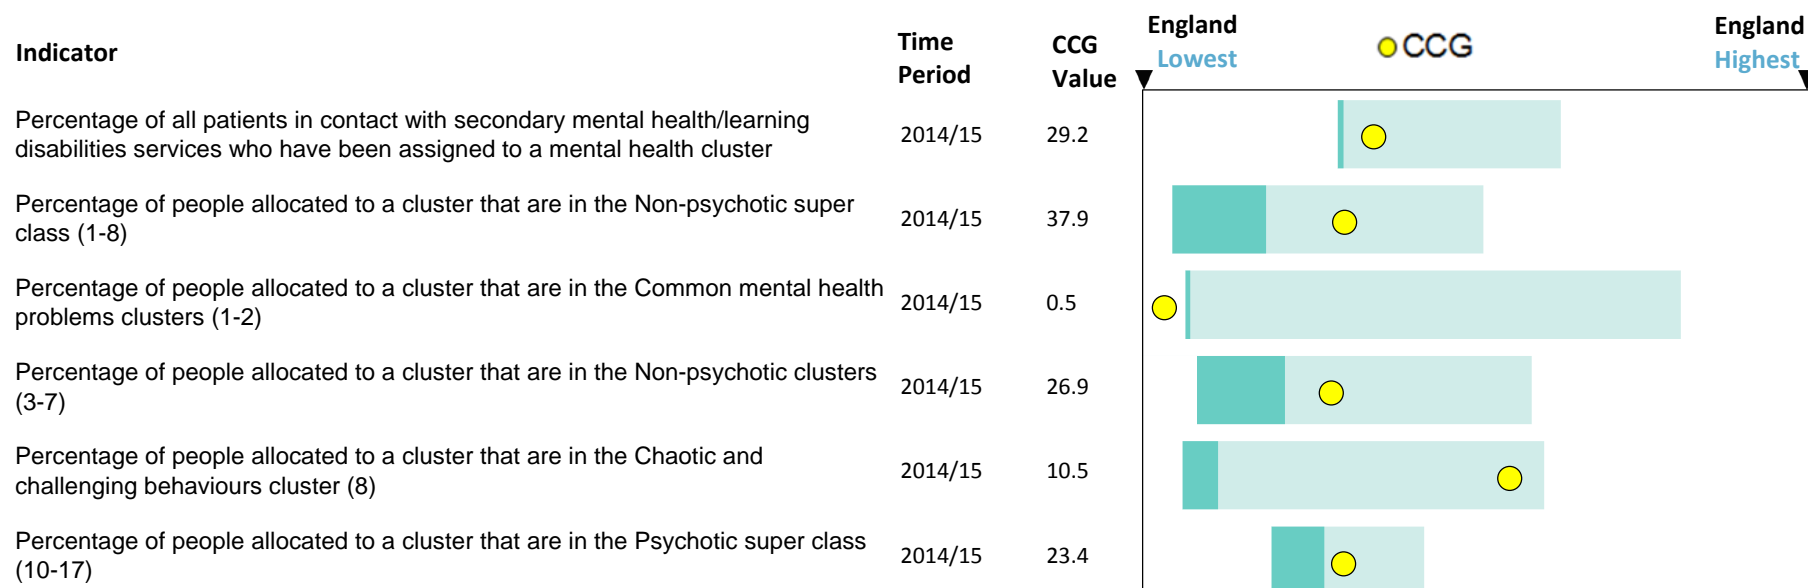 Indicator
Time
Period
CCG
Value
England
Lowest
CCG
England
Highest
Percentage of all patients in contact with secondary mental health/learning
disabilities services who have been assigned to a mental health cluster
2014/15
29.2
Percentage of people allocated to a cluster that are in the Non-psychotic super
class (1-8)
2014/15
37.9
Percentage of people allocated to a cluster that are in the Common mental health
problems clusters (1-2)
2014/15
0.5
Percentage of people allocated to a cluster that are in the Non-psychotic clusters
(3-7)
2014/15
26.9
Percentage of people allocated to a cluster that are in the Chaotic and
challenging behaviours cluster (8)
2014/15
10.5
Percentage of people allocated to a cluster that are in the Psychotic super class
(10-17)
2014/15
23.4